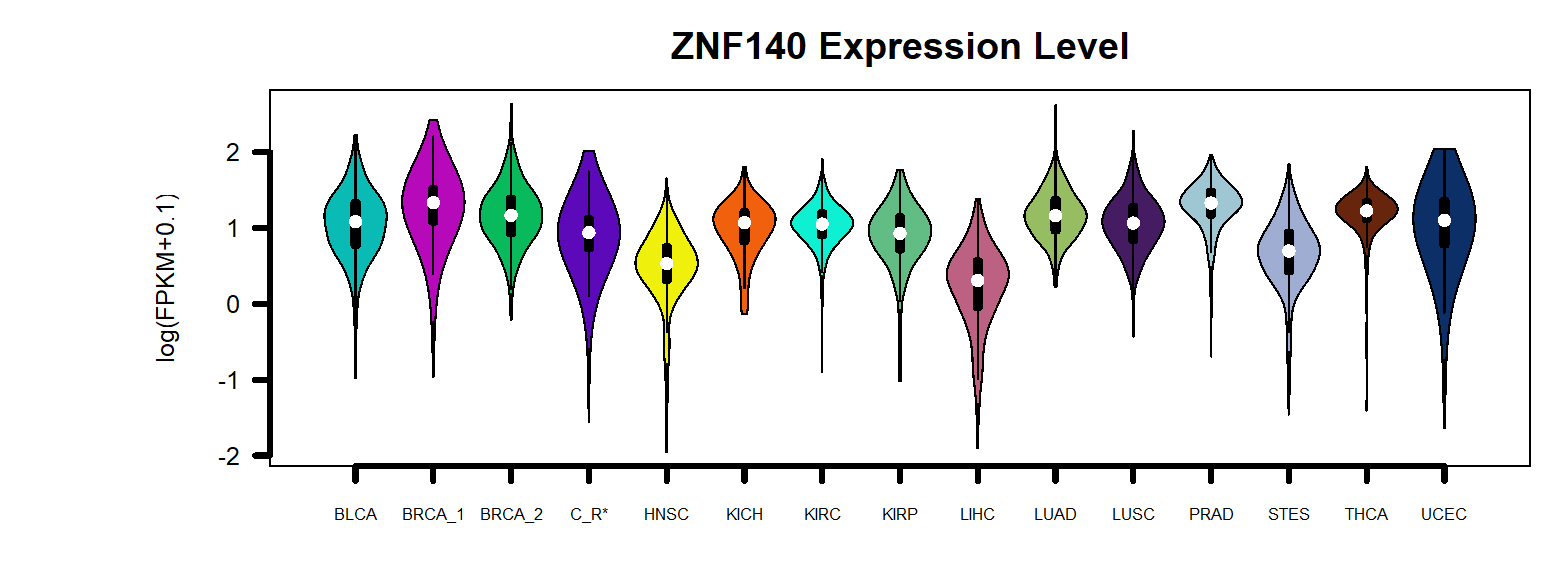 ZNF140 Expression Level
log(FPKM+0.1)
2
1
0
-1
-2
BLCA BRCA_1 BRCA_2 C_R* HNSC KICH KIRC KIRP LIHC LUAD LUSC PRAD STES THCA UCEC